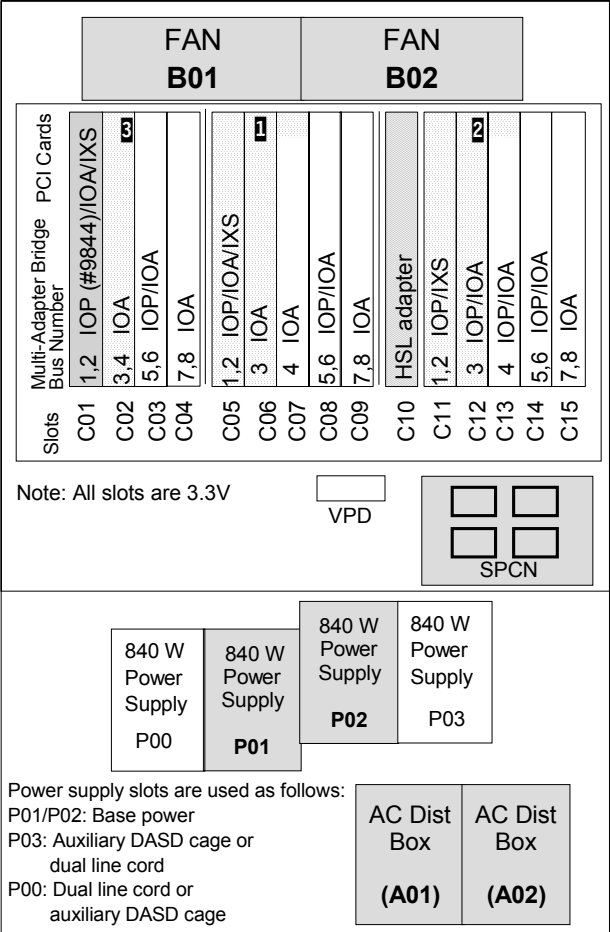 FAN
B01
FAN
B02
Slots
Multi-Adapter Bridge
Bus Number
PCI Cards
C01 1,2 IOP (#9844)/IOA/IXS
C02 3,4 IOA 3
C03 5,6 IOP/IOA
C04 7,8 IOA
C05 1,2 IOP/IOA/IXS
C06 3 IOA 1
C07 4 IOA
C08 5,6 IOP/IOA
C09 7,8 IOA
C10 HSL adapter
C11 1,2 IOP/IXS
C12 3 IOP/IOA 2
C13 4 IOP/IOA
C14 5,6 IOP/IOA
C15 7,8 IOA
Note: All slots are 3.3V
VPD
SPCN
840 W
Power
Supply
P00
840 W
Power
Supply
P01
840 W
Power
Supply
P02
840 W
Power
Supply
P03
Power supply slots are used as follows:
P01/P02: Base power
P03: Auxiliary DASD cage or
dual line cord
P00: Dual line cord or
auxiliary DASD cage
AC Dist
Box
(A01)
AC Dist
Box
(A02)